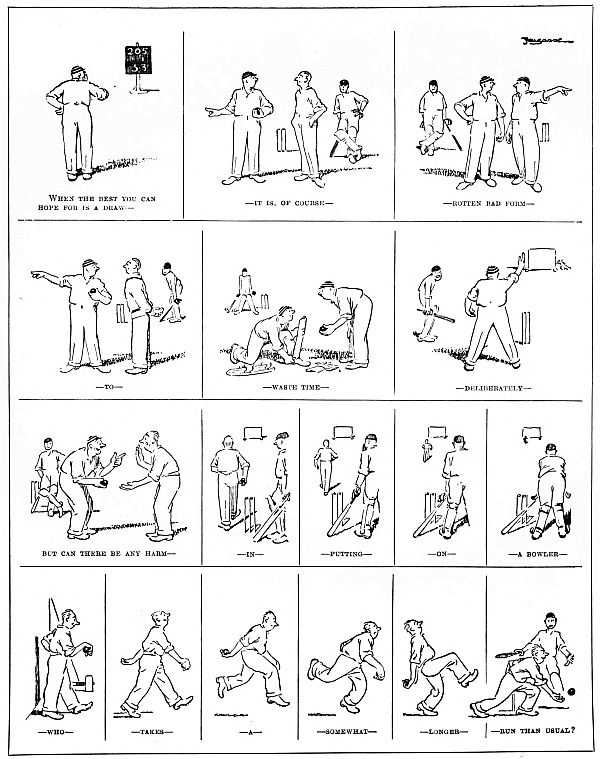 Fougasse
205
53
WHEN THE BEST YOU CAN
HOPE FOR IS A DRAW—
—IT IS, OF COURSE—
—ROTTEN BAD FORM—
—TO—
—WASTE TIME—
—DELIBERATELY—
BUT CAN THERE BE ANY HARM—
—IN—
—PUTTING—
—ON—
—A BOWLER—
—WHO—
—TAKES—
—A—
—SOMEWHAT—
—LONGER—
—RUN THAN USUAL?